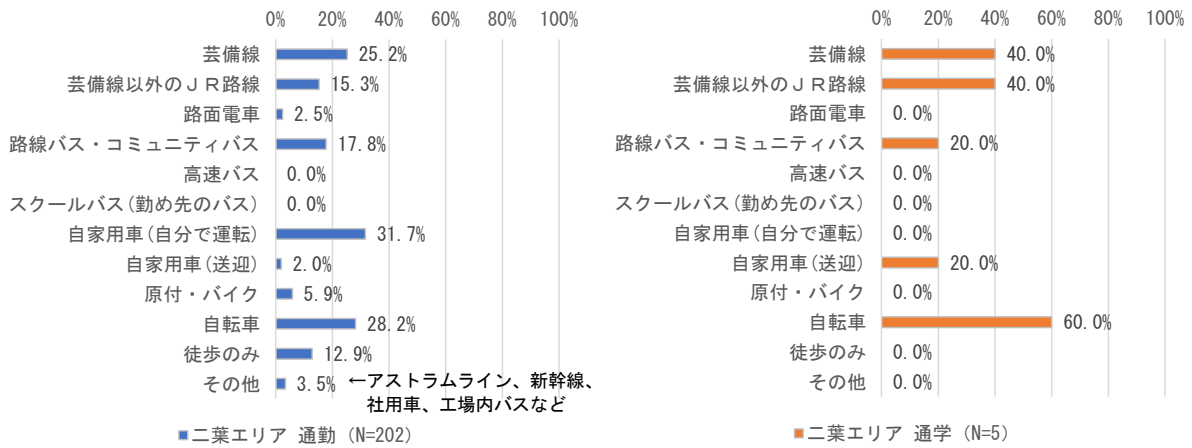 0% 20% 40% 60% 80% 100%
芸備線 25.2%
芸備線以外のＪＲ路線 15.3%
路面電車 2.5%
路線バス・コミュニティバス 17.8%
高速バス 0.0%
スクールバス(勤め先のバス) 0.0%
自家用車(自分で運転) 31.7%
自家用車(送迎) 2.0%
原付・バイク 5.9%
自転車 28.2%
徒歩のみ 12.9%
その他 3.5% ←アストラムライン、新幹線、
社用車、工場内バスなど
二葉エリア 通勤 (N=202)
0% 20% 40% 60% 80% 100%
芸備線 40.0%
芸備線以外のＪＲ路線 40.0%
路面電車 0.0%
路線バス・コミュニティバス 20.0%
高速バス 0.0%
スクールバス(勤め先のバス) 0.0%
自家用車(自分で運転) 0.0%
自家用車(送迎) 20.0%
原付・バイク 0.0%
自転車 60.0%
徒歩のみ 0.0%
その他 0.0%
二葉エリア 通学 (N=5)